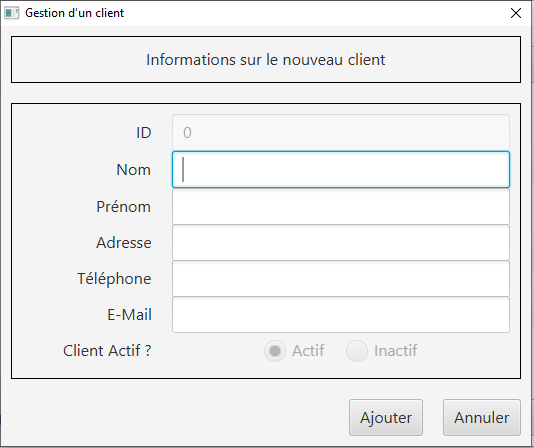 Gestion d'un client
Informations sur le nouveau client
ID 0
Nom
Prénom
Adresse
Téléphone
E-Mail
Client Actif ? Actif Inactif
Ajouter Annuler